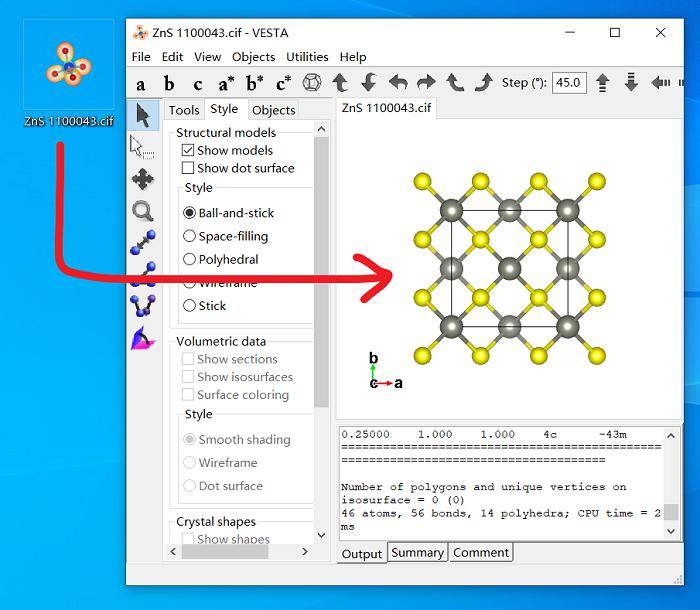 ZnS 1100043.cif
ZnS 1100043.cif - VESTA
File Edit View Objects Utilities Help
a b c a* b* c* Step (°): 45.0
Tools Style Objects
ZnS 1100043.cif
Structural models
Show models
Show dot surface
Style
Ball-and-stick
Space-filling
Polyhedral
Wireframe
Stick
Volumetric data
Show sections
Show isosurfaces
Surface coloring
Style
Smooth shading
Wireframe
Dot surface
Crystal shapes
Show shapes
b
c a
0.25000 1.000 1.000 4c -43m
==============================================
======================================
Number of polygons and unique vertices on
isosurface = 0 (0)
46 atoms, 56 bonds, 14 polyhedra; CPU time = 2
ms
Output Summary Comment